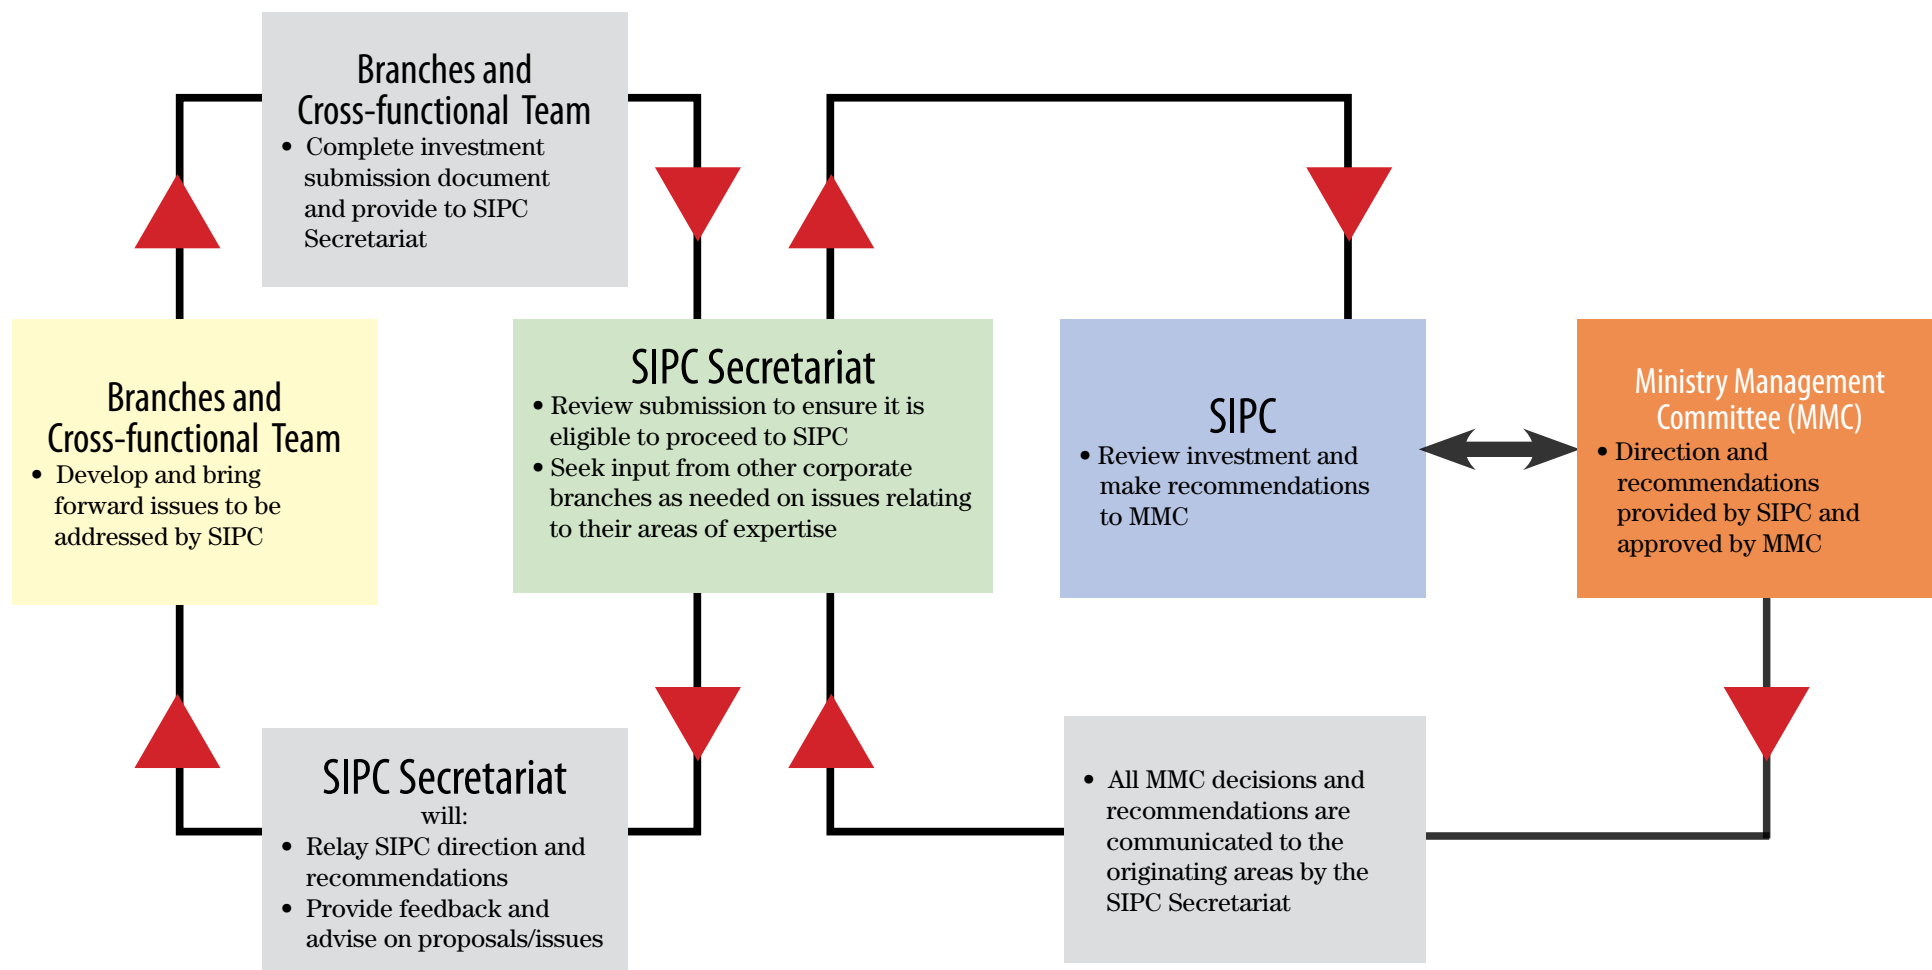 Branches and
Cross-functional Team
• Complete investment
submission document
and provide to SIPC
Secretariat
Branches and
Cross-functional Team
• Develop and bring
forward issues to be
addressed by SIPC
SIPC Secretariat
• Review submission to ensure it is
eligible to proceed to SIPC
• Seek input from other corporate
branches as needed on issues relating
to their areas of expertise
SIPC
• Review investment and
make recommendations
to MMC
Ministry Management
Committee (MMC)
• Direction and
recommendations
provided by SIPC and
approved by MMC
SIPC Secretariat
will:
• Relay SIPC direction and
recommendations
• Provide feedback and
advise on proposals/issues
• All MMC decisions and
recommendations are
communicated to the
originating areas by the
SIPC Secretariat